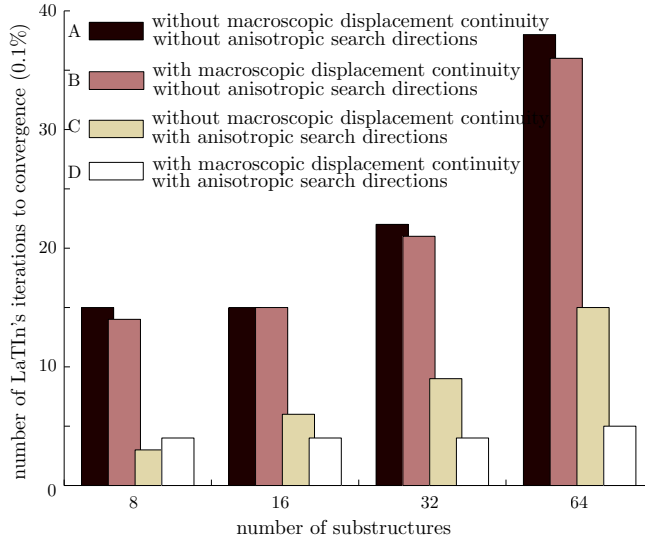 40
30
20
10
0
number of LaTIn's iterations to convergence (0.1%)
A
without macroscopic displacement continuity
without anisotropic search directions
B
with macroscopic displacement continuity
without anisotropic search directions
C
without macroscopic displacement continuity
with anisotropic search directions
D
with macroscopic displacement continuity
with anisotropic search directions
8
16
32
64
number of substructures